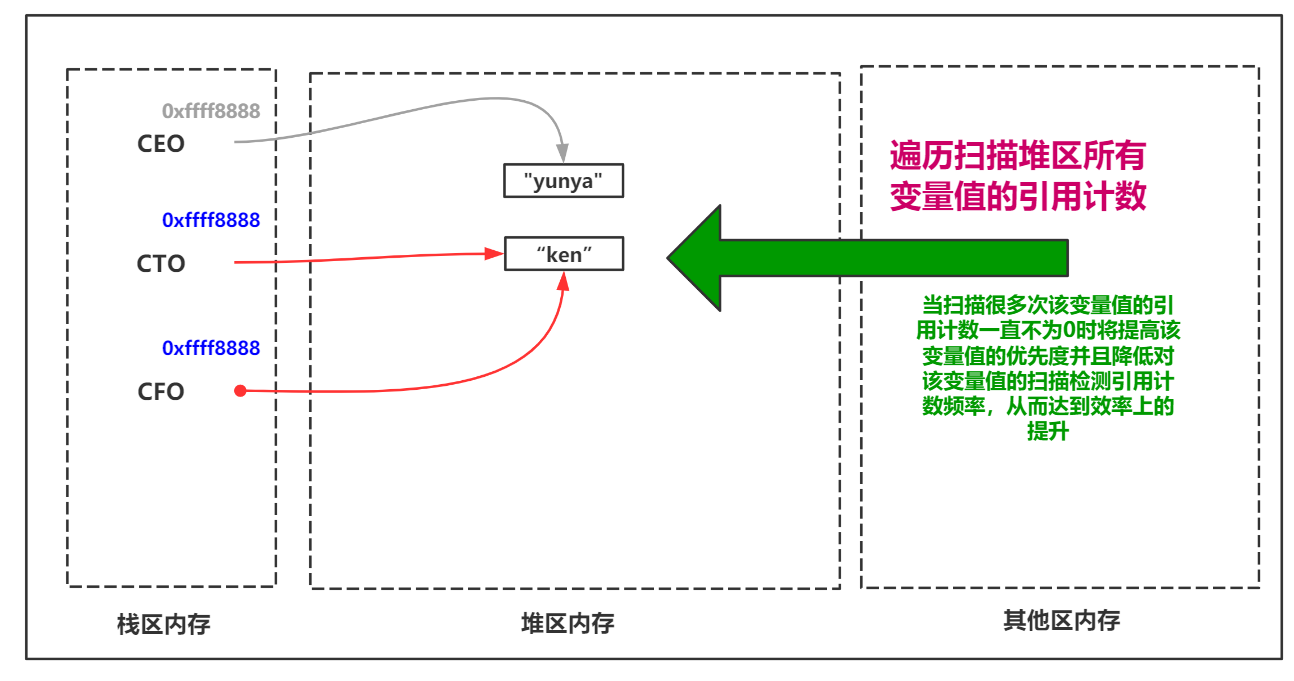 0xffff8888
CEO
"yunya"
0xffff8888
CTO
“ken”
0xffff8888
CFO
遍历扫描堆区所有
变量值的引用计数
当扫描很多次该变量值的引
用计数一直不为0时将提高该
变量值的优先度并且降低对
该变量值的扫描检测引用计
数频率，从而达到效率上的
提升
栈区内存
堆区内存
其他区内存